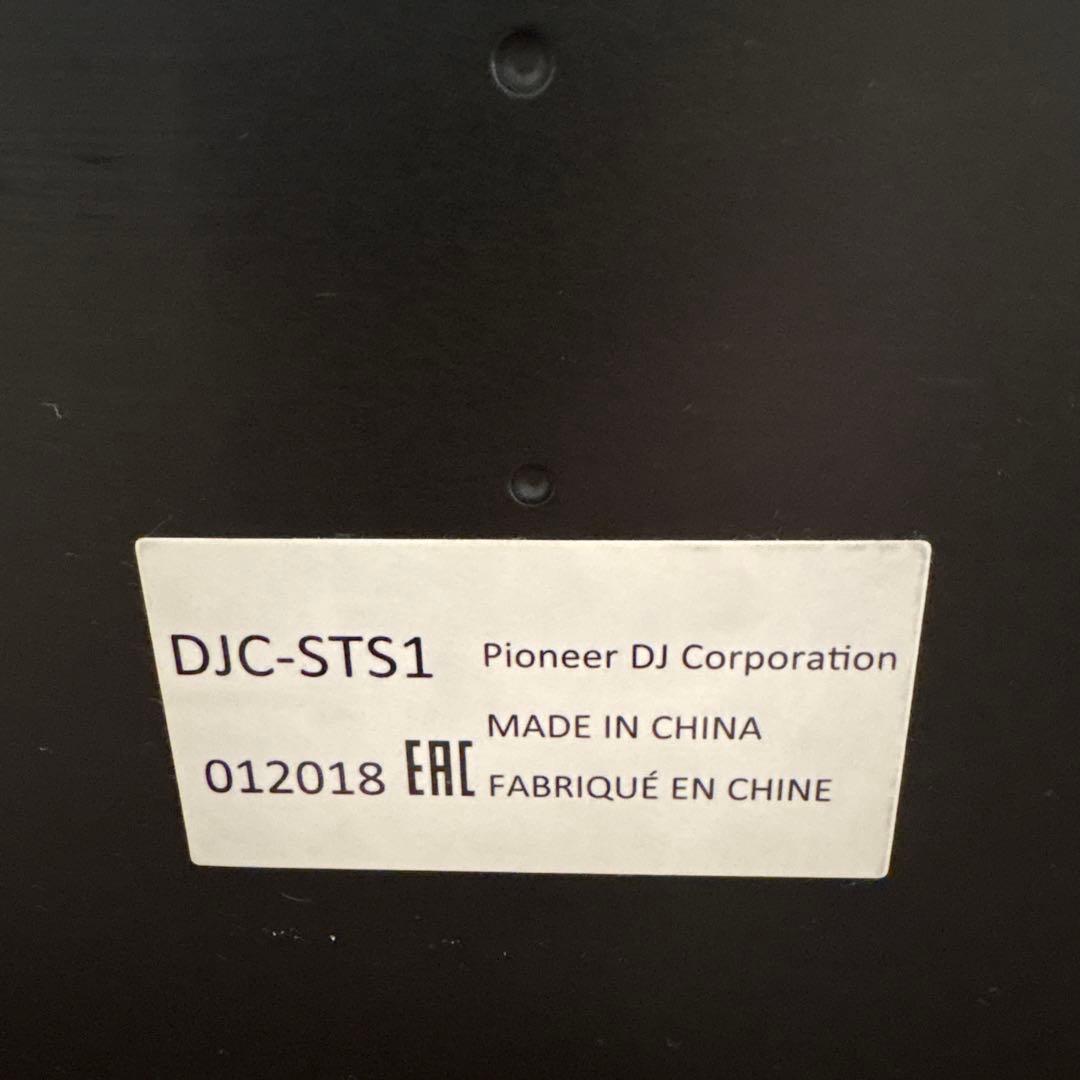 DJC-STS1 Pioneer DJ Corporation
MADE IN CHINA
012018 EAC FABRIQUÉ EN CHINE